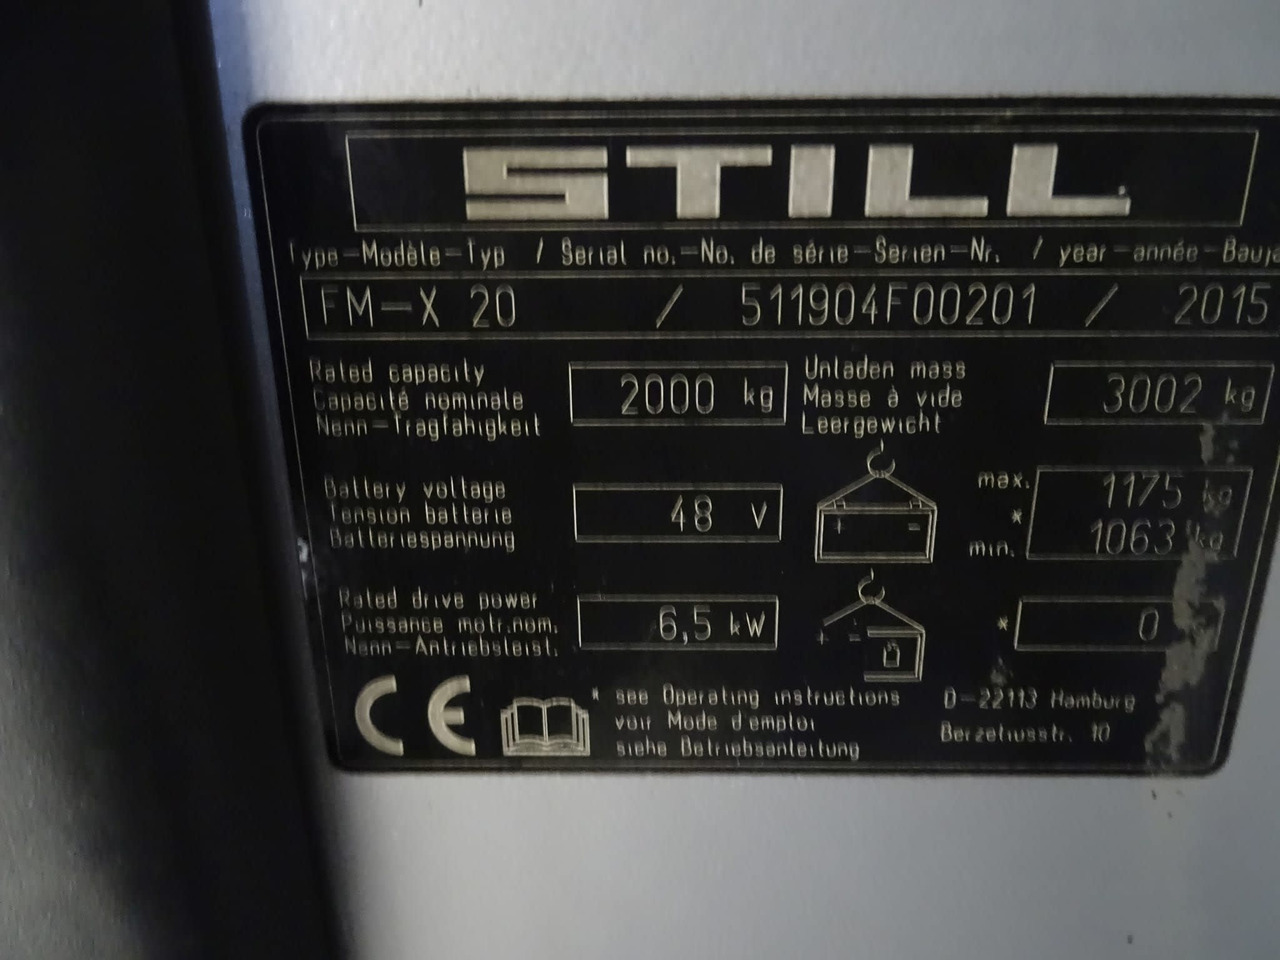 STILL
Type-Modèle-Typ / Serial no.-No. de série-Serien-Nr. / year-année-Bauja
FM-X 20 / 511904F00201 / 2015
Rated capacity
Capacité nominale
Nenn-Tragfähigkeit
2000 kg
Unladen mass
Masse à vide
Leergewicht
3002 kg
Battery voltage
Tension batterie
Batteriespannung
48 V
+ -
max. 1175 kg
*
min. 1063 kg
Rated drive power
Puissance motr.nom.
Nenn-Antriebsleist.
6,5 kW
+ -
* 0
CE
* see Operating instructions
voir Mode d'emploi
siehe Betriebsanleitung
D-22113 Hamburg
Berzeliusstr. 10